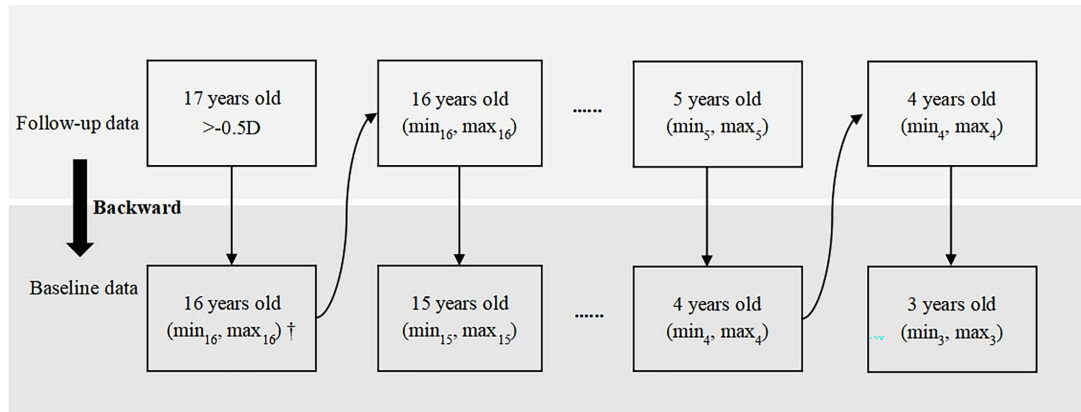 17 years old
>-0.5D
16 years old
(min16, max16)
......
5 years old
(min5, max5)
4 years old
(min4, max4)
Follow-up data
Backward
Baseline data
16 years old
(min16, max16) †
15 years old
(min15, max15)
......
4 years old
(min4, max4)
3 years old
(min3, max3)